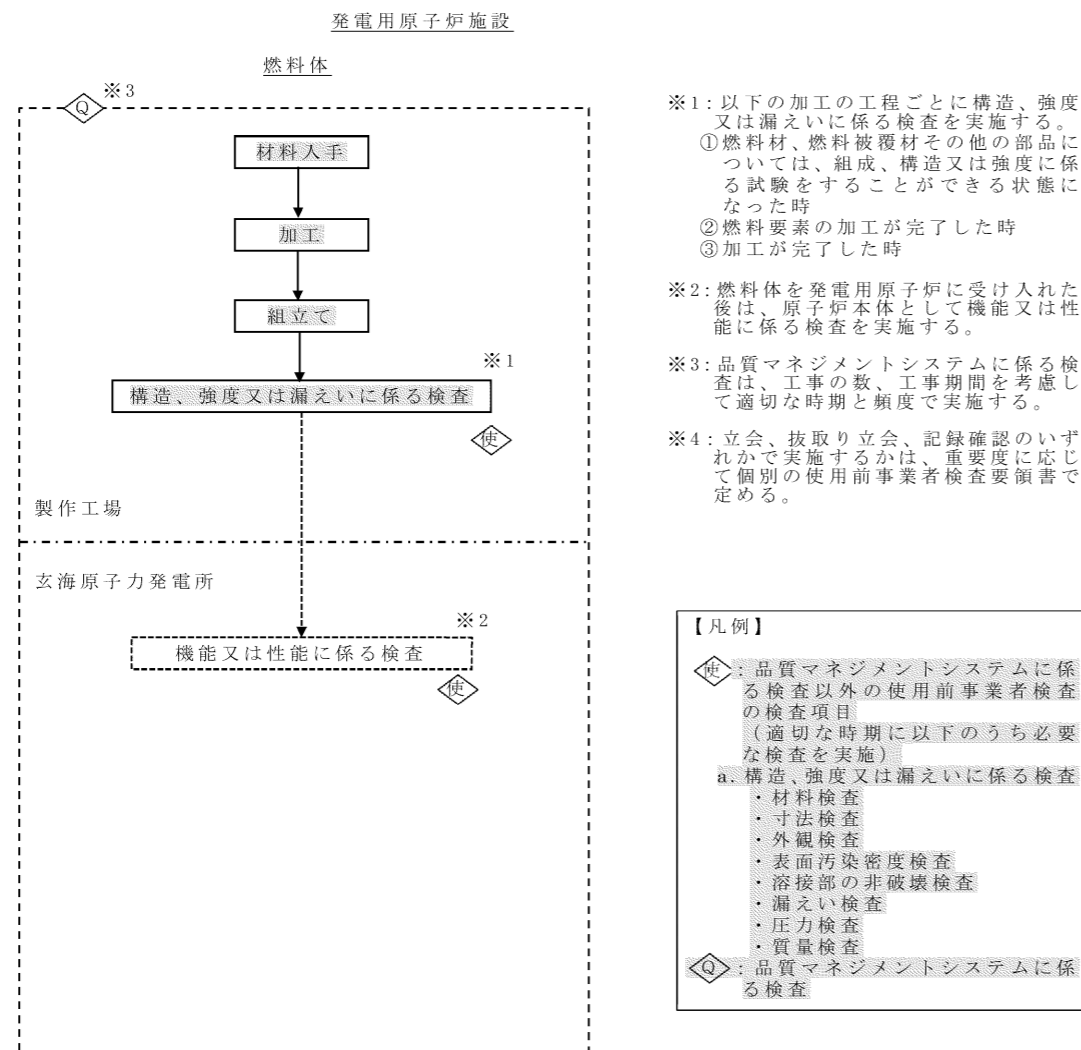 発電用原子炉施設
燃料体
Q
※3
材料入手
加工
組立て
※1
構造、強度又は漏えいに係る検査
使
製作工場
玄海原子力発電所
※2
機能又は性能に係る検査
使
※1：以下の加工の工程ごとに構造、強度
又は漏えいに係る検査を実施する。
①燃料材、燃料被覆材その他の部品に
ついては、組成、構造又は強度に係
る試験をすることができる状態に
なった時
②燃料要素の加工が完了した時
③加工が完了した時
※2：燃料体を発電用原子炉に受け入れた
後は、原子炉本体として機能又は性
能に係る検査を実施する。
※3：品質マネジメントシステムに係る検
査は、工事の数、工事期間を考慮し
て適切な時期と頻度で実施する。
※4：立会、抜取り立会、記録確認のいず
れかで実施するかは、重要度に応じ
て個別の使用前事業者検査要領書で
定める。
【凡例】
使：品質マネジメントシステムに係
る検査以外の使用前事業者検査
の検査項目
（適切な時期に以下のうち必要
な検査を実施）
a.構造、強度又は漏えいに係る検査
・材料検査
・寸法検査
・外観検査
・表面汚染密度検査
・溶接部の非破壊検査
・漏えい検査
・圧力検査
・質量検査
Q：品質マネジメントシステムに係
る検査